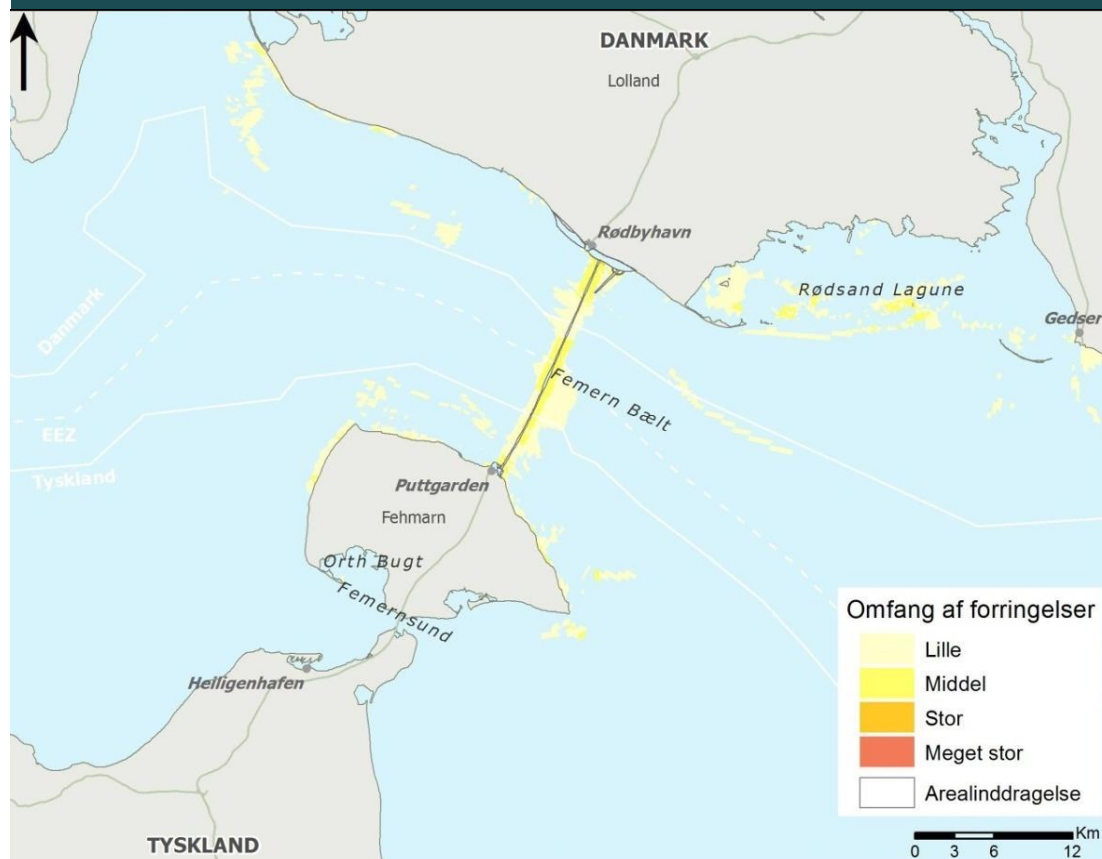 DANMARK
Lolland
Rødbyhavn
Rødsand Lagune
Gedser
Danmark
Femern Bælt
EEZ
Tyskland
Puttgarden
Fehmarn
Orth Bugt
Femernsund
Heiligenhafen
TYSKLAND
Omfang af forringelser
Lille
Middel
Stor
Meget stor
Arealinddragelse
Km
0 3 6 12